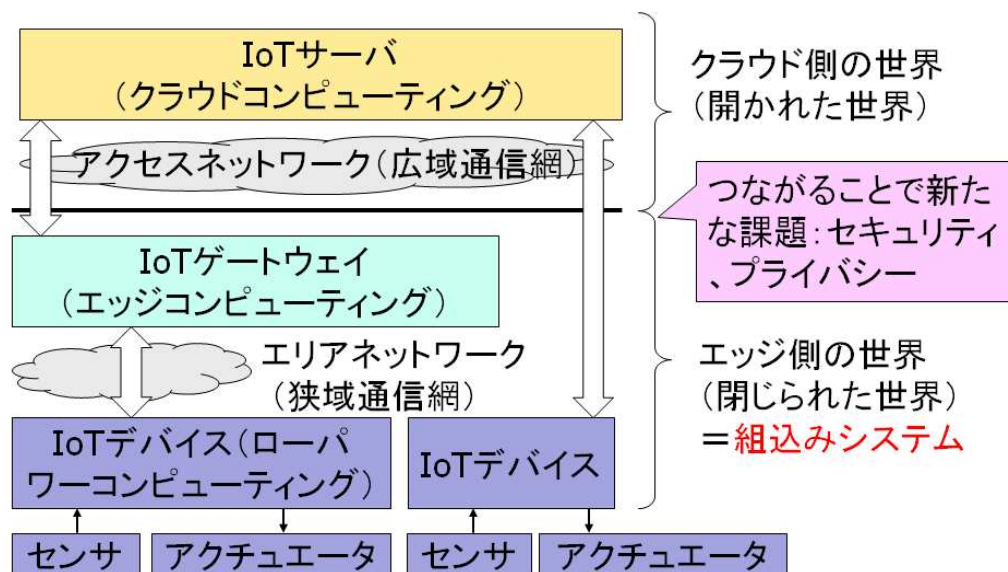 IoTサーバ
(クラウドコンピューティング)
クラウド側の世界
(開かれた世界)
アクセスネットワーク(広域通信網)
つながることで新た
な課題:セキュリティ
、プライバシー
IoTゲートウェイ
(エッジコンピューティング)
エリアネットワーク
(狭域通信網)
エッジ側の世界
(閉じられた世界)
=組込みシステム
IoTデバイス(ローパ
ワーコンピューティング)
IoTデバイス
センサ
アクチュエータ
センサ
アクチュエータ